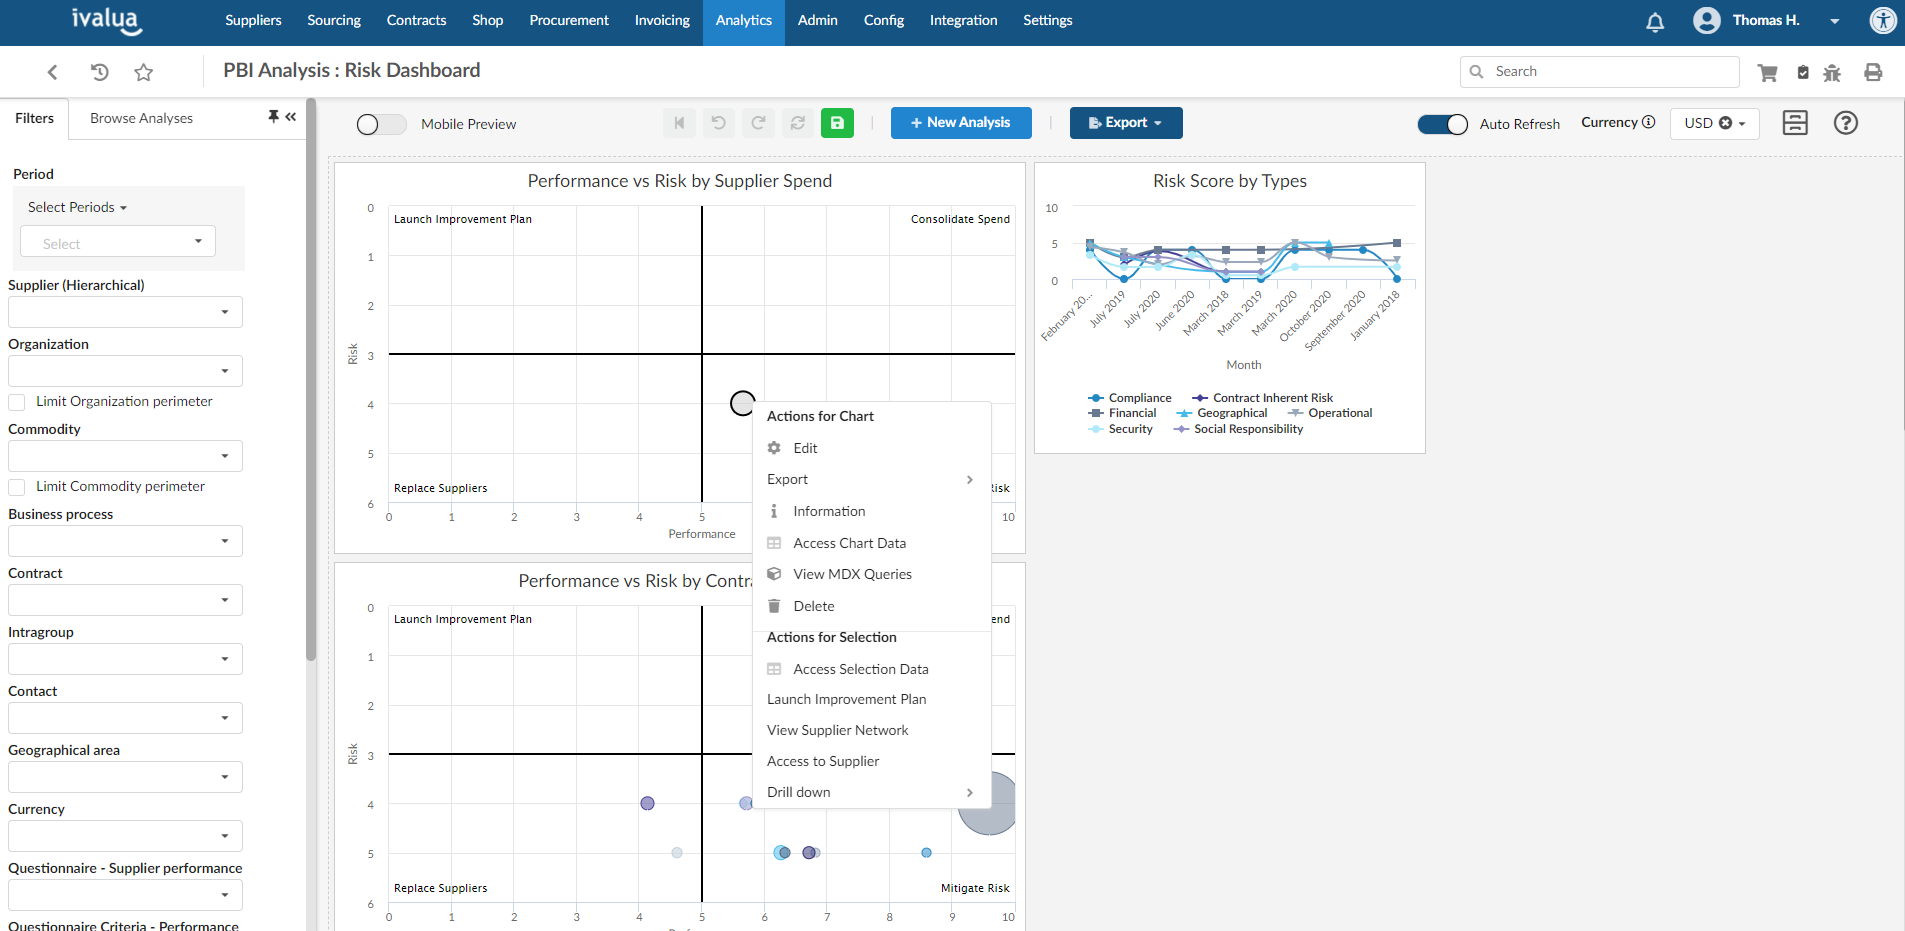 ivalua
Suppliers
Sourcing
Contracts
Shop
Procurement
Invoicing
Analytics
Admin
Config
Integration
Settings
Thomas H.
PBI Analysis : Risk Dashboard
Search
Filters
Browse Analyses
Mobile Preview
+ New Analysis
Export
Auto Refresh
Currency
USD
Period
Select Periods
Select
Supplier (Hierarchical)
Organization
Limit Organization perimeter
Commodity
Limit Commodity perimeter
Business process
Contract
Intragroup
Contact
Geographical area
Currency
Questionnaire - Supplier performance
Questionnaire Criteria - Performance
Performance vs Risk by Supplier Spend
0
1
2
3
4
5
6
Risk
Launch Improvement Plan
Consolidate Spend
Replace Suppliers
Risk
0
1
2
3
4
5
10
Performance
Actions for Chart
Edit
Export
Information
Access Chart Data
View MDX Queries
Delete
Actions for Selection
Access Selection Data
Launch Improvement Plan
View Supplier Network
Access to Supplier
Drill down
Performance vs Risk by Contra
0
1
2
3
4
5
6
Risk
Launch Improvement Plan
end
Replace Suppliers
Mitigate Risk
0
1
2
3
4
5
6
7
8
9
10
Risk Score by Types
10
5
0
February 20...
July 2019
July 2020
June 2020
March 2018
March 2019
March 2020
October 2020
September 2020
January 2018
Month
Compliance
Contract Inherent Risk
Financial
Geographical
Operational
Security
Social Responsibility